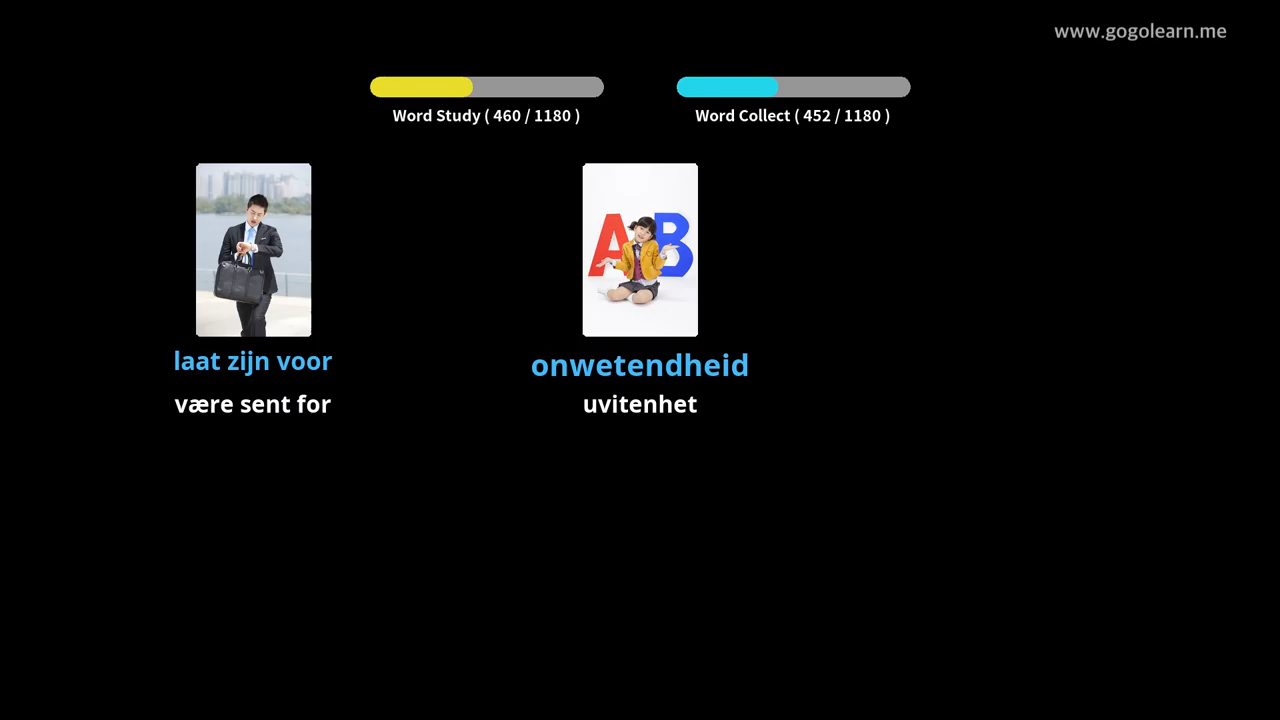 www.gogolearn.me
Word Study ( 460 / 1180 )
Word Collect ( 452 / 1180 )
A B
laat zijn voor
være sent for
onwetendheid
uvitenhet